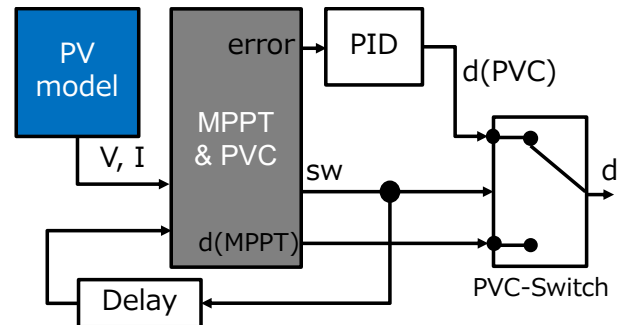 PV
model
error
PID
d(PVC)
MPPT
& PVC
V, I
sw
d
d(MPPT)
PVC-Switch
Delay